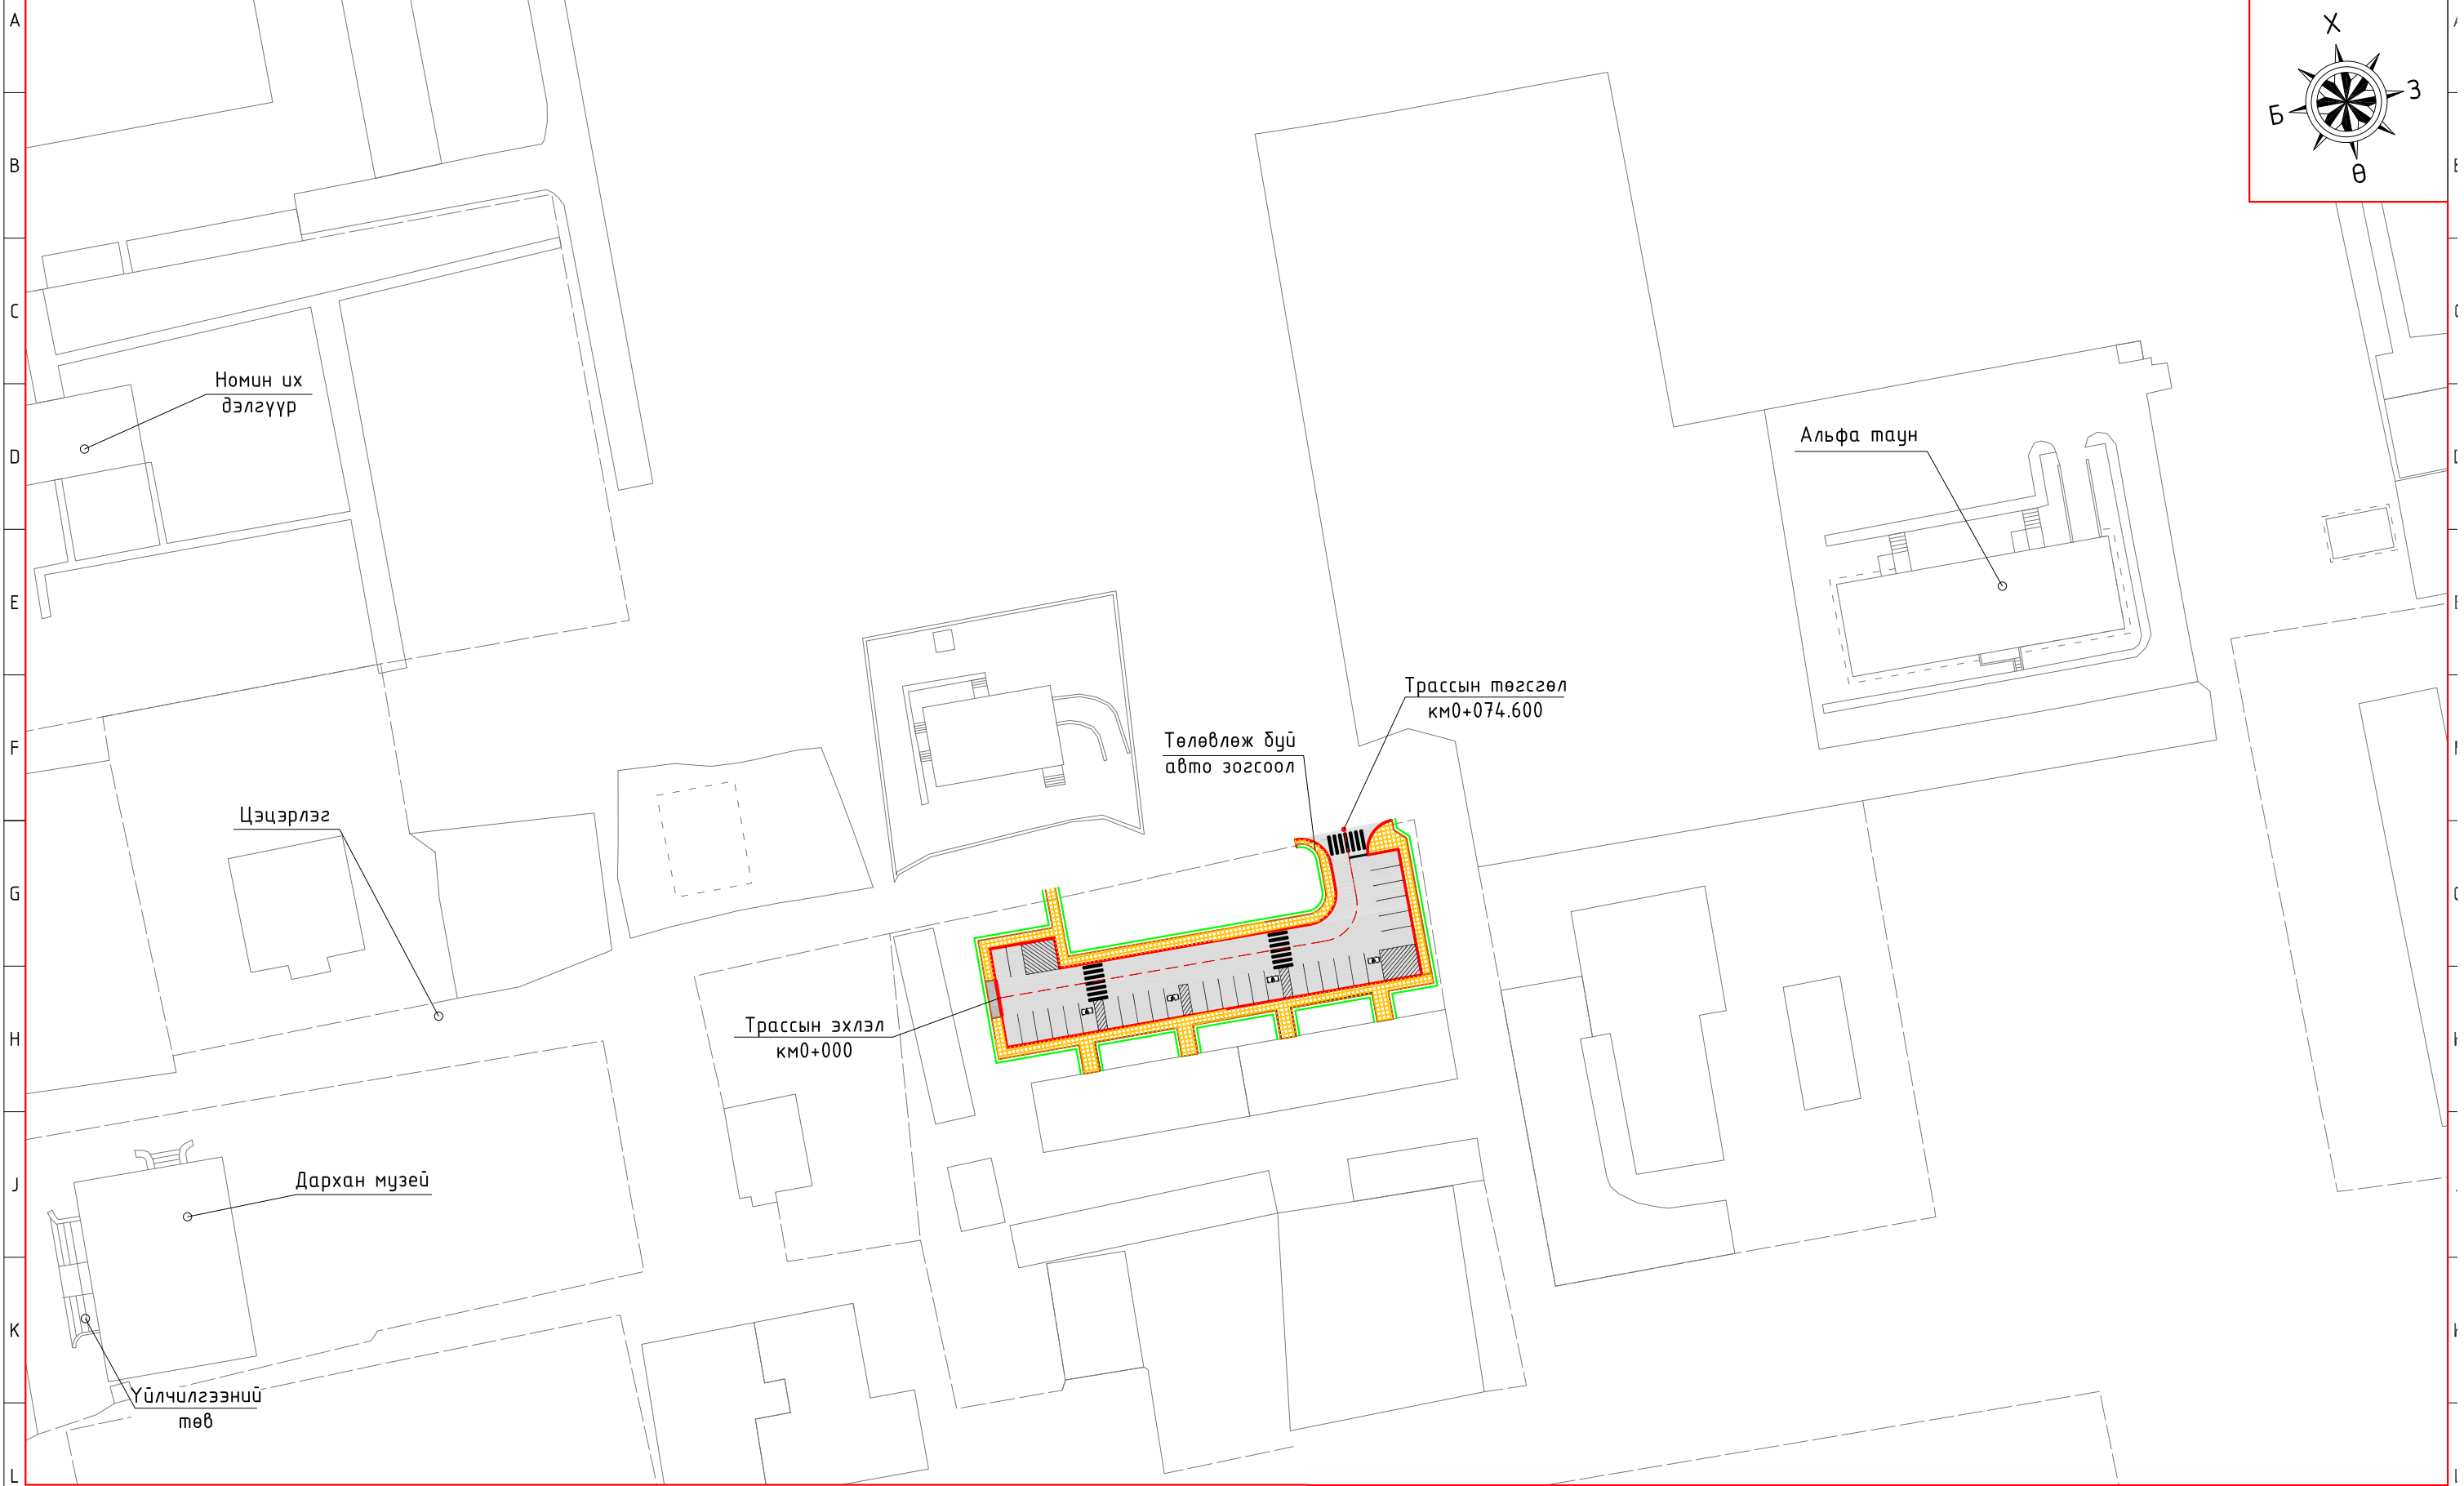 A
B
C
D
E
F
G
H
J
K
L
Х
Б
З
Ө
Номин их
дэлгүүр
Альфа таун
Трассын төгсгөл
км0+074.600
Төлөвлөж буй
авто зогсоол
Цэцэрлэг
Трассын эхлэл
км0+000
Дархан музей
Үйлчилгээний
төв